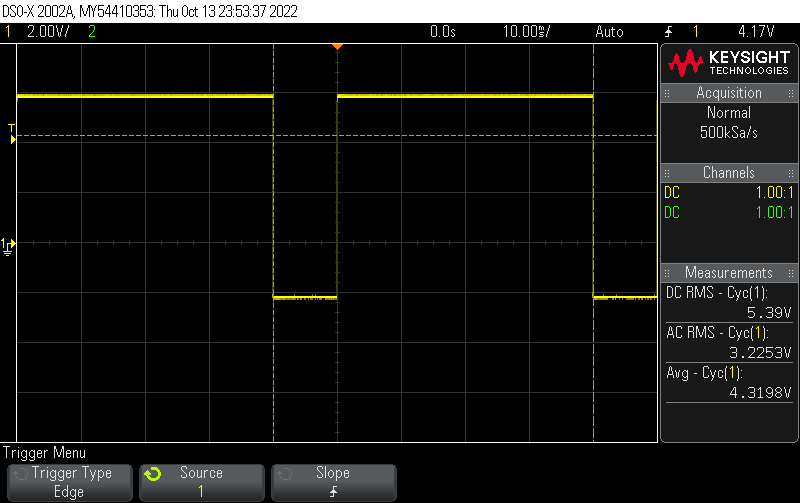 DSO-X 2002A, MY54410353: Thu Oct 13 23:53:37 2022
1 2.00V/ 2 0.0s 10.00ms/ Auto 1 4.17V
KEYSIGHT
TECHNOLOGIES
Acquisition
Normal
500kSa/s
Channels
DC 1.00:1
DC 1.00:1
T
1
Measurements
DC RMS - Cyc(1):
5.39V
AC RMS - Cyc(1):
3.2253V
Avg - Cyc(1):
4.3198V
Trigger Menu
Trigger Type
Edge
Source
1
Slope